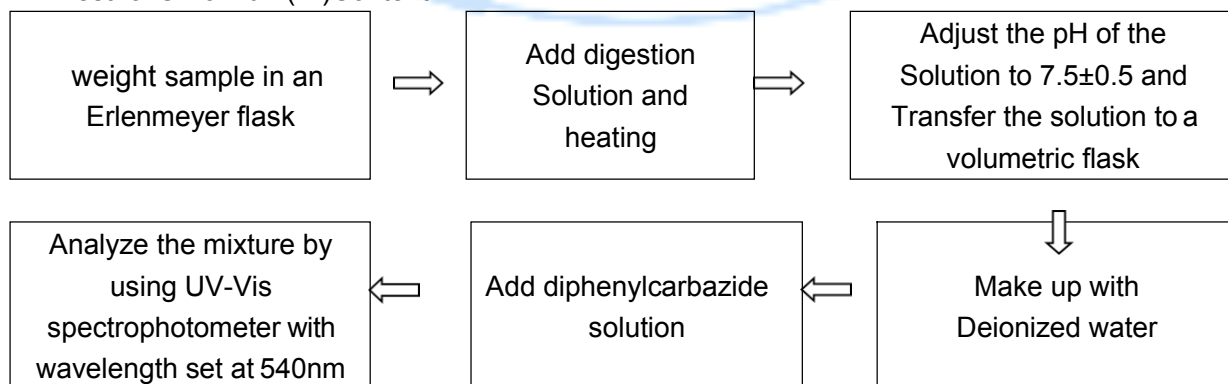 weight sample in an
Erlenmeyer flask
Add digestion
Solution and
heating
Adjust the pH of the
Solution to 7.5±0.5 and
Transfer the solution to a
volumetric flask
Make up with
Deionized water
Add diphenylcarbazide
solution
Analyze the mixture by
using UV-Vis
spectrophotometer with
wavelength set at 540nm